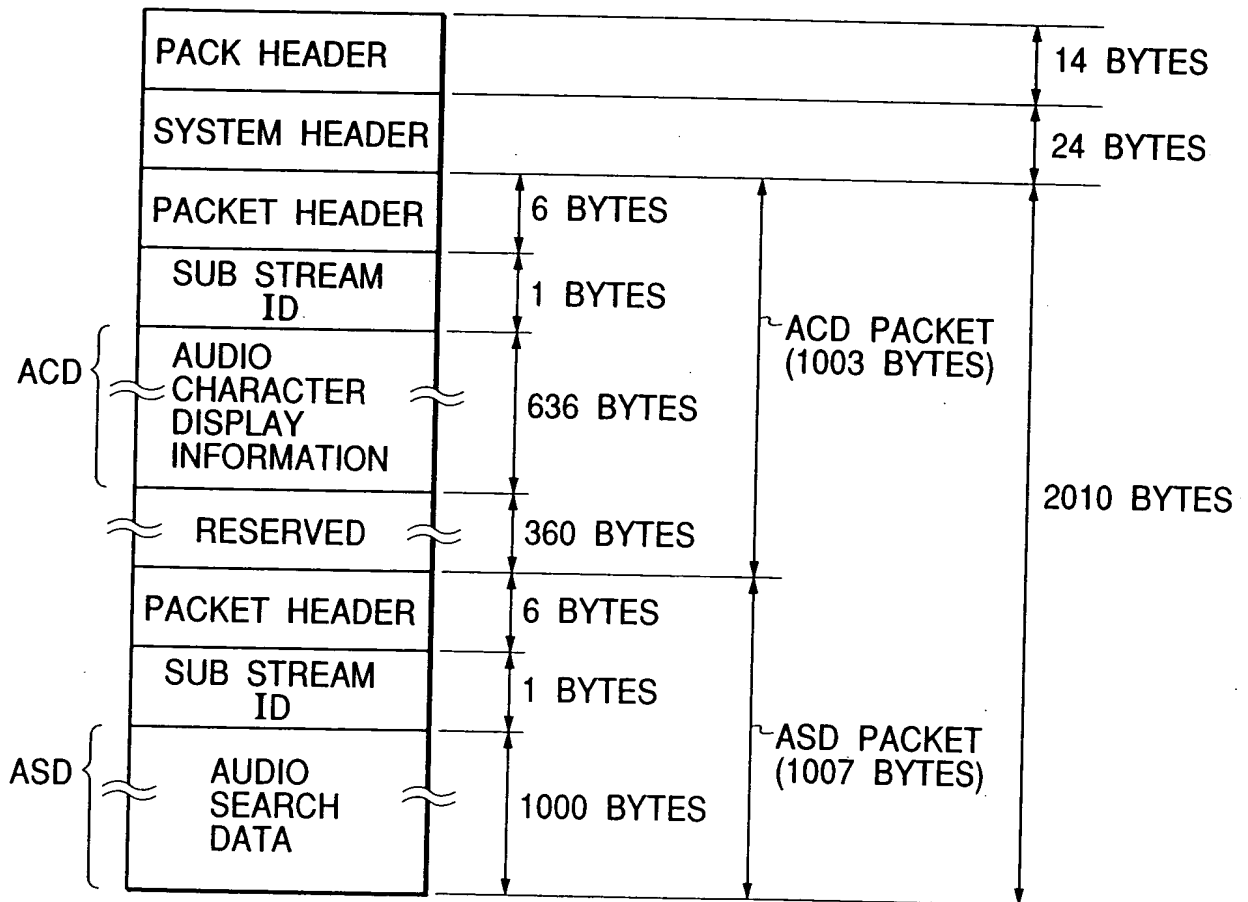 PACK HEADER
14 BYTES
SYSTEM HEADER
24 BYTES
PACKET HEADER
6 BYTES
SUB STREAM
ID
1 BYTES
ACD PACKET
(1003 BYTES)
ACD
AUDIO
CHARACTER
DISPLAY
INFORMATION
636 BYTES
2010 BYTES
RESERVED
360 BYTES
PACKET HEADER
6 BYTES
SUB STREAM
ID
1 BYTES
ASD PACKET
(1007 BYTES)
ASD
AUDIO
SEARCH
DATA
1000 BYTES